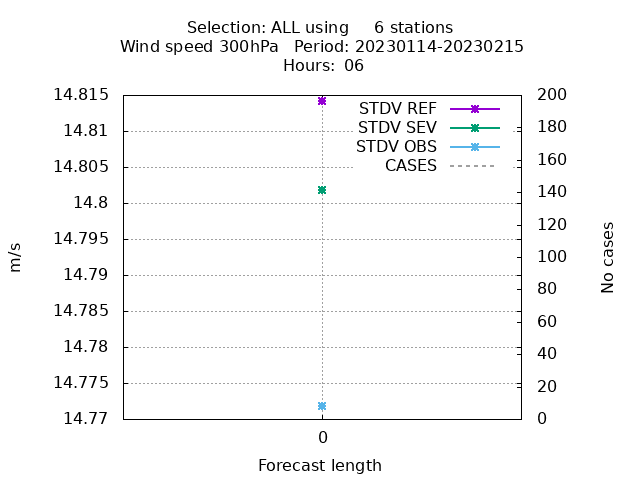 Selection: ALL using     6 stations
Wind speed 300hPa   Period: 20230114-20230215
Hours: 06
14.815
14.81
14.805
14.8
14.795
14.79
14.785
14.78
14.775
14.77
200
180
160
140
120
100
80
60
40
20
0
STDV REF
STDV SEV
STDV OBS
CASES
m/s
No cases
0
Forecast length